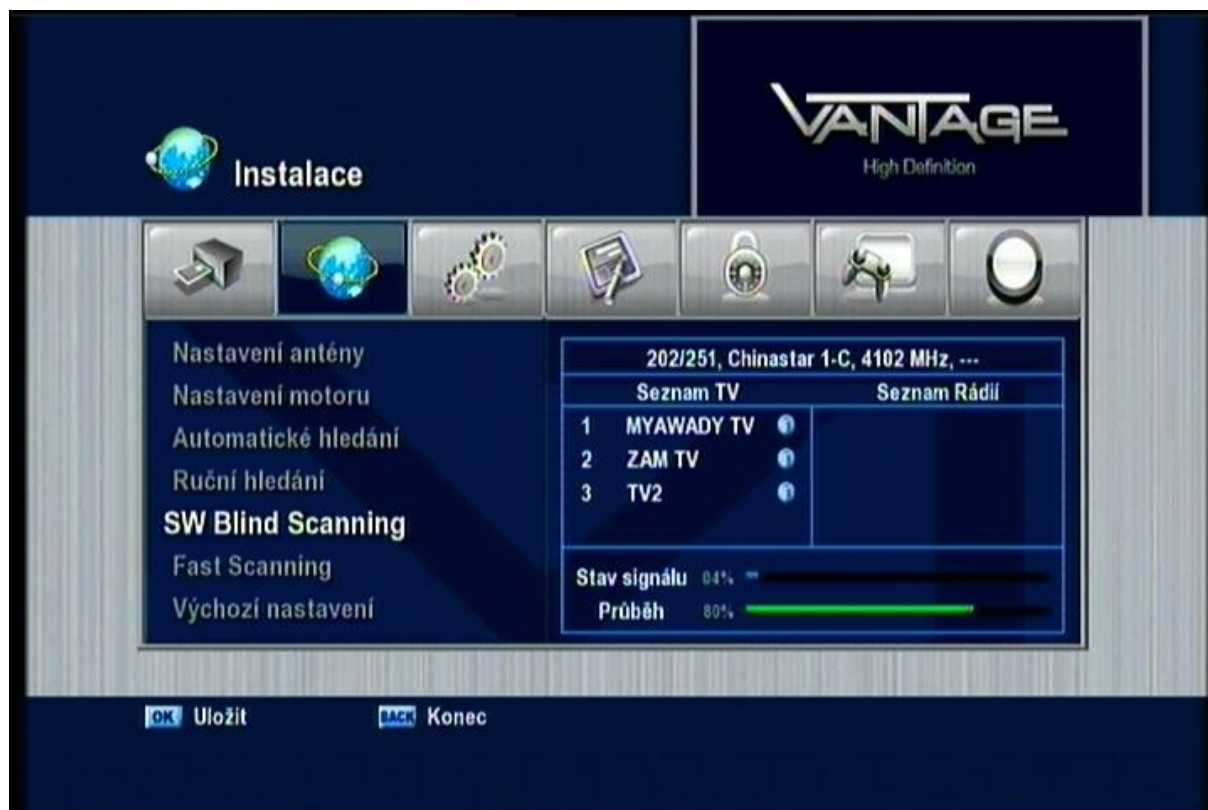 VANTAGE
High Definition
Instalace
Nastavení antény
Nastavení motoru
Automatické hledání
Ruční hledání
SW Blind Scanning
Fast Scanning
Výchozí nastavení
202/251, Chinastar 1-C, 4102 MHz, ---
Seznam TV Seznam Rádií
1 MYAWADY TV
2 ZAM TV
3 TV2
Stav signálu 04%
Průběh 80%
OK Uložit BACK Konec